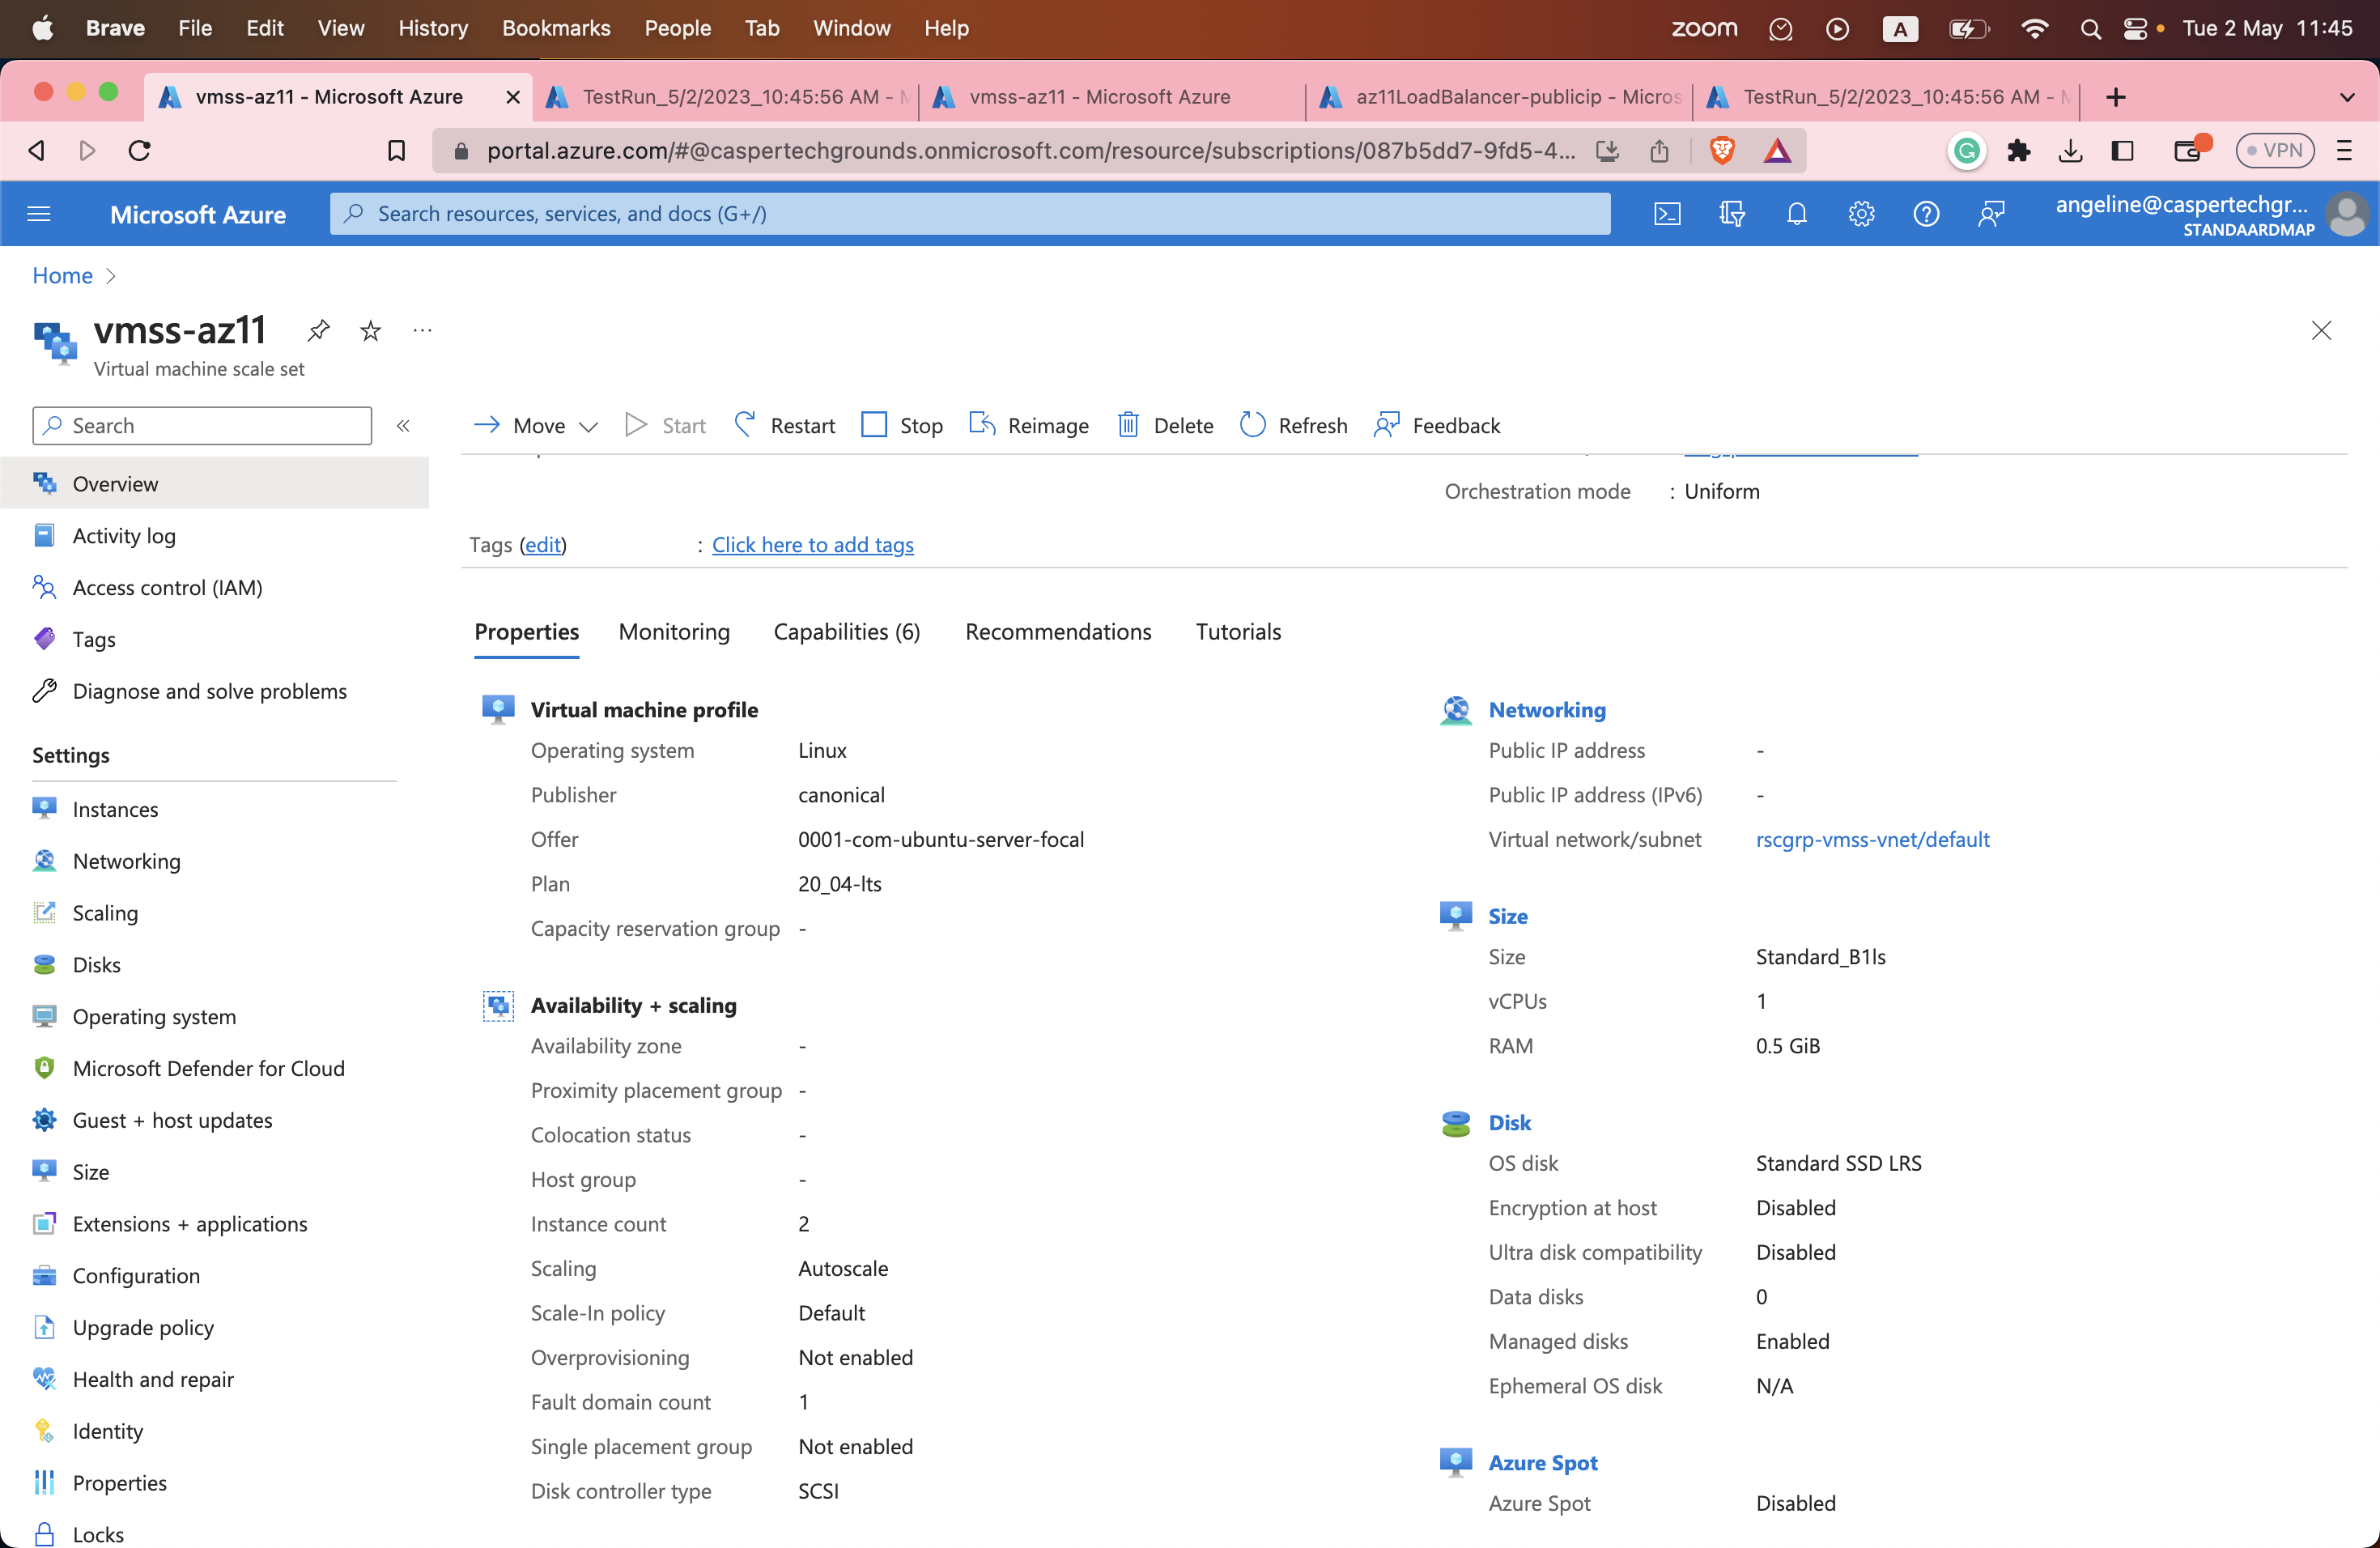 Brave File Edit View History Bookmarks People Tab Window Help zoom A Tue 2 May 11:45
vmss-az11 - Microsoft Azure TestRun_5/2/2023_10:45:56 AM - M vmss-az11 - Microsoft Azure az11LoadBalancer-publicip - Micros TestRun_5/2/2023_10:45:56 AM - M
portal.azure.com/#@caspertechgrounds.onmicrosoft.com/resource/subscriptions/087b5dd7-9fd5-4... VPN
Microsoft Azure Search resources, services, and docs (G+/) angeline@caspertechgr...
STANDAARDMAP
Home
vmss-az11
Virtual machine scale set
Search
Move Start Restart Stop Reimage Delete Refresh Feedback
Overview
Activity log
Access control (IAM)
Tags
Diagnose and solve problems
Settings
Instances
Networking
Scaling
Disks
Operating system
Microsoft Defender for Cloud
Guest + host updates
Size
Extensions + applications
Configuration
Upgrade policy
Health and repair
Identity
Properties
Locks
Orchestration mode : Uniform
Tags (edit) : Click here to add tags
Properties Monitoring Capabilities (6) Recommendations Tutorials
Virtual machine profile
Operating system Linux
Publisher canonical
Offer 0001-com-ubuntu-server-focal
Plan 20_04-lts
Capacity reservation group -
Availability + scaling
Availability zone -
Proximity placement group -
Colocation status -
Host group -
Instance count 2
Scaling Autoscale
Scale-In policy Default
Overprovisioning Not enabled
Fault domain count 1
Single placement group Not enabled
Disk controller type SCSI
Networking
Public IP address -
Public IP address (IPv6) -
Virtual network/subnet rscgrp-vmss-vnet/default
Size
Size Standard_B1ls
vCPUs 1
RAM 0.5 GiB
Disk
OS disk Standard SSD LRS
Encryption at host Disabled
Ultra disk compatibility Disabled
Data disks 0
Managed disks Enabled
Ephemeral OS disk N/A
Azure Spot
Azure Spot Disabled